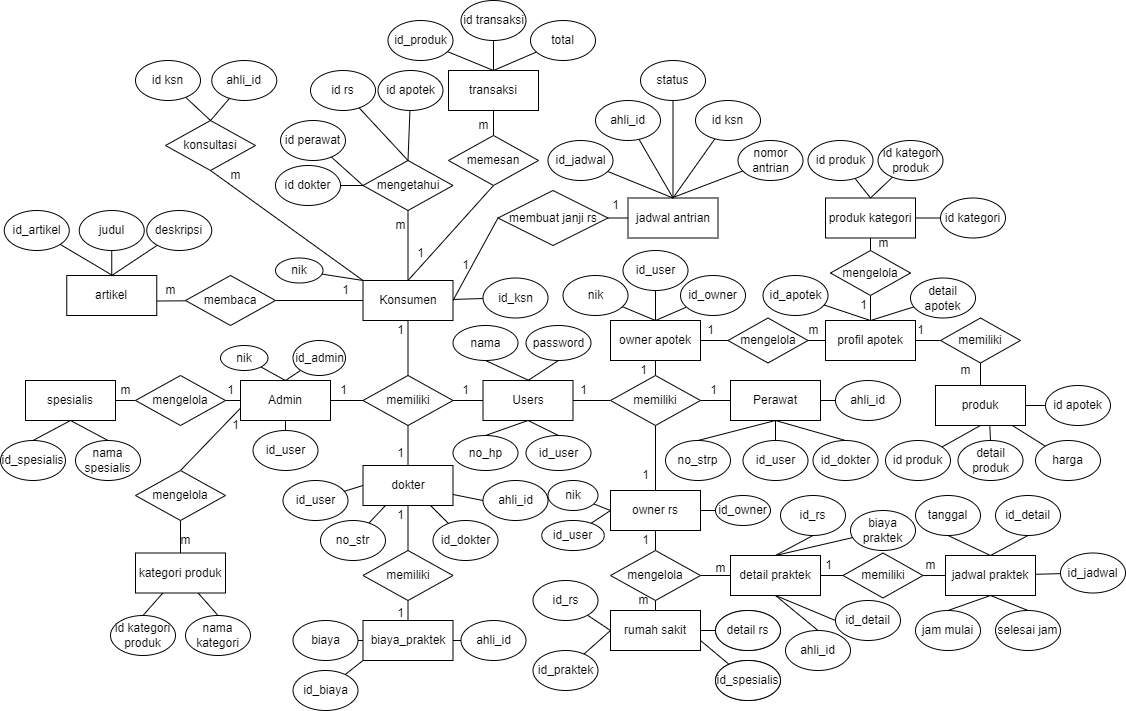 id transaksi
id_produk
total
id ksn
ahli_id
id rs
id apotek
transaksi
status
m
ahli_id
id ksn
konsultasi
id perawat
memesan
id_jadwal
nomor
antrian
id produk
id kategori
produk
m
id dokter
mengetahui
m
membuat janji rs
1
jadwal antrian
produk kategori
id kategori
id_artikel
judul
deskripsi
1
m
nik
1
id_user
mengelola
artikel
m
membaca
1
Konsumen
id_ksn
nik
id_owner
id_apotek
1
detail
apotek
1
nama
password
owner apotek
1
mengelola
m
profil apotek
1
memiliki
nik
id_admin
1
m
spesialis
m
mengelola
1
Admin
1
memiliki
1
Users
1
memiliki
1
Perawat
ahli_id
produk
id apotek
1
id_spesialis
nama
spesialis
id_user
1
no_hp
id_user
no_strp
id_user
id_dokter
id produk
detail
produk
harga
1
mengelola
dokter
id_user
ahli_id
nik
owner rs
id_owner
id_rs
tanggal
id_detail
no_str
1
id_dokter
id_user
biaya
praktek
m
1
kategori produk
memiliki
mengelola
m
detail praktek
1
memiliki
m
jadwal praktek
id_jadwal
1
id_rs
m
id kategori
produk
nama
kategori
biaya
biaya_praktek
ahli_id
rumah sakit
detail rs
id_detail
jam mulai
selesai jam
ahli_id
id_biaya
id_praktek
id_spesialis